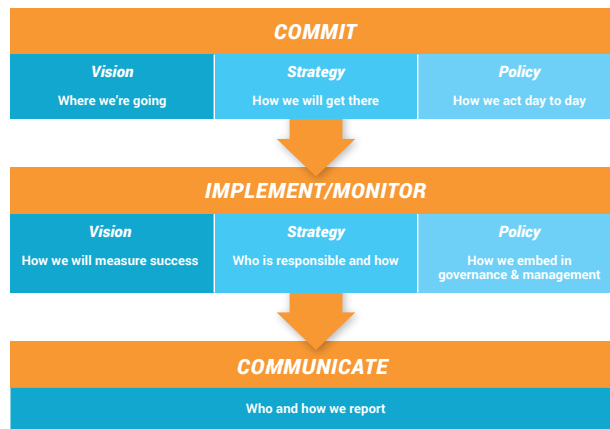 COMMIT
Vision
Where we're going
Strategy
How we will get there
Policy
How we act day to day
IMPLEMENT/MONITOR
Vision
How we will measure success
Strategy
Who is responsible and how
Policy
How we embed in
governance & management
COMMUNICATE
Who and how we report